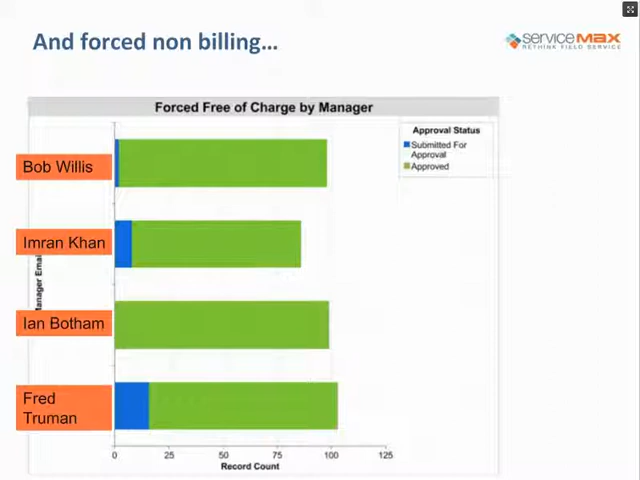 And forced non billing...
serviceMAX
RETHINK FIELD SERVICE
Forced Free of Charge by Manager
Approval Status
Submitted For
Approval
Approved
Bob Willis
Imran Khan
Manager Emai
Ian Botham
Fred
Truman
0 25 50 75 100 125
Record Count